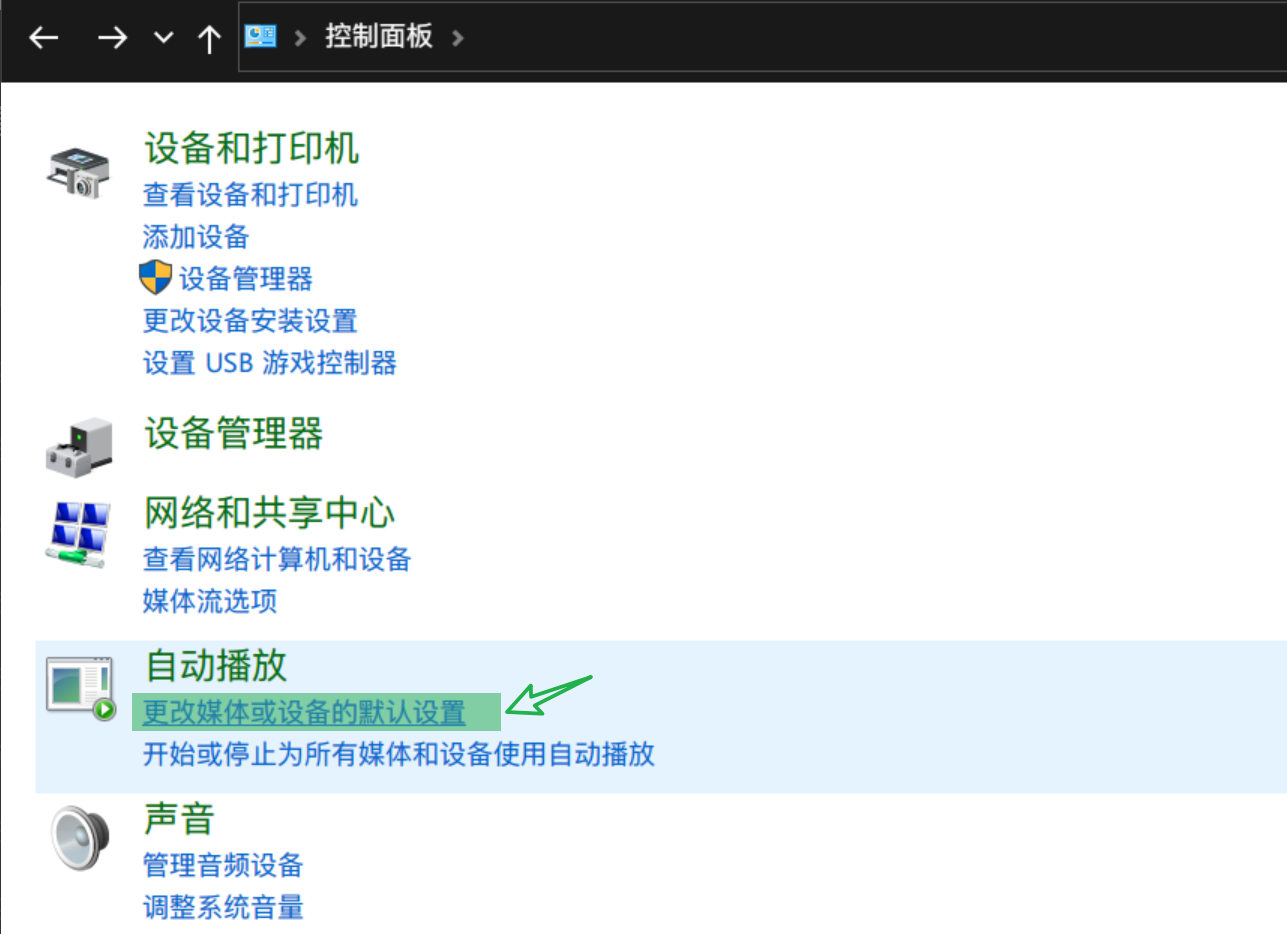 控制面板
设备和打印机
查看设备和打印机
添加设备
设备管理器
更改设备安装设置
设置 USB 游戏控制器
设备管理器
网络和共享中心
查看网络计算机和设备
媒体流选项
自动播放
更改媒体或设备的默认设置
开始或停止为所有媒体和设备使用自动播放
声音
管理音频设备
调整系统音量